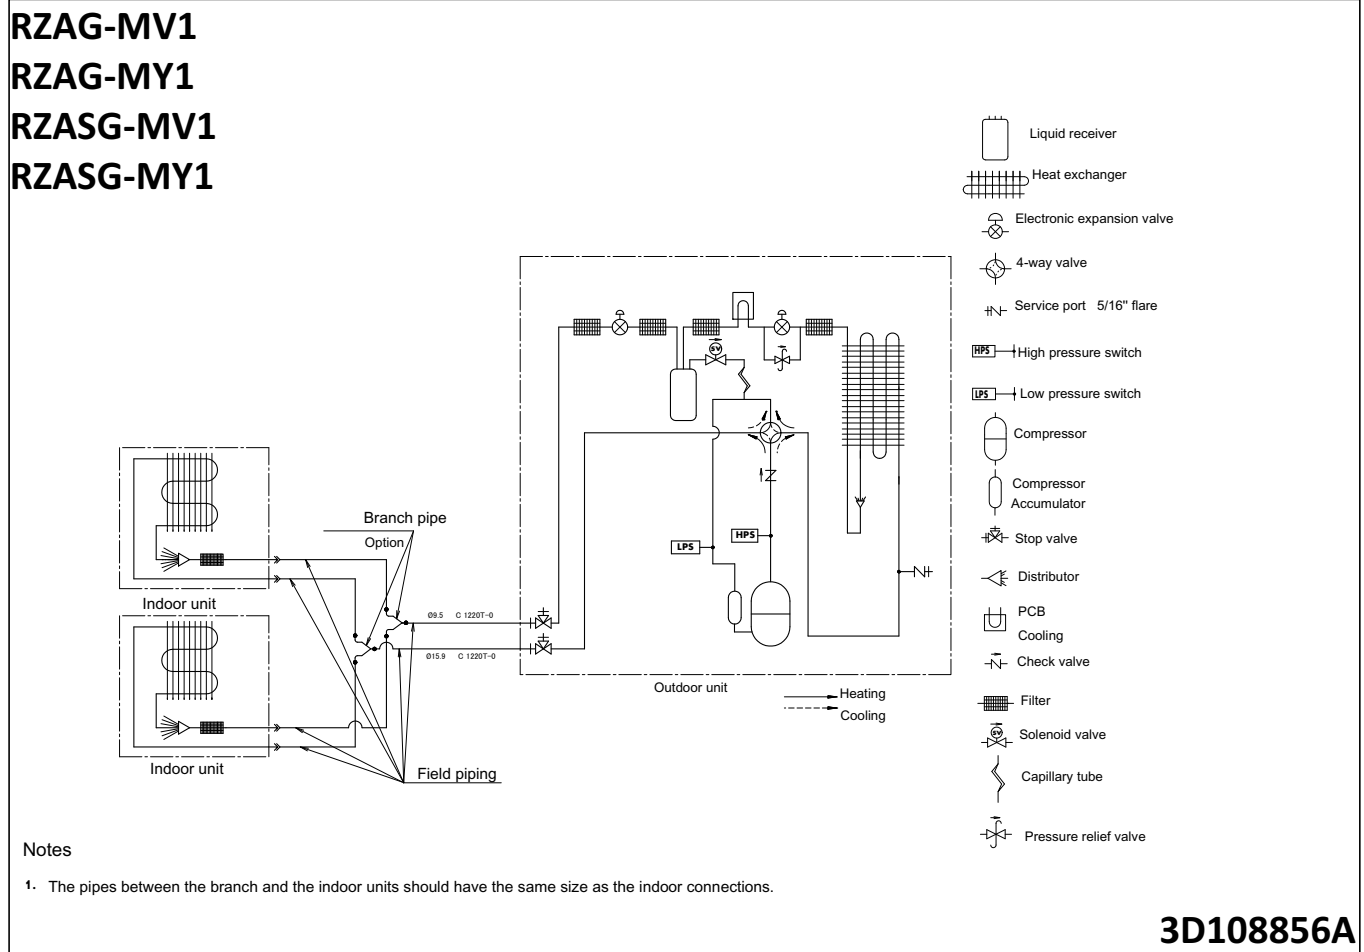 RZAG-MV1
RZAG-MY1
RZASG-MV1
RZASG-MY1
Liquid receiver
Heat exchanger
Electronic expansion valve
4-way valve
Service port 5/16" flare
HPS High pressure switch
LPS Low pressure switch
Compressor
Compressor
Accumulator
Stop valve
Distributor
PCB
Cooling
Check valve
Filter
SV Solenoid valve
Capillary tube
Pressure relief valve
SV
LPS
HPS
Branch pipe
Option
Indoor unit
Ø9.5 C 1220T-0
Ø15.9 C 1220T-0
Outdoor unit
Heating
Cooling
Indoor unit
Field piping
Notes
1. The pipes between the branch and the indoor units should have the same size as the indoor connections.
3D108856A